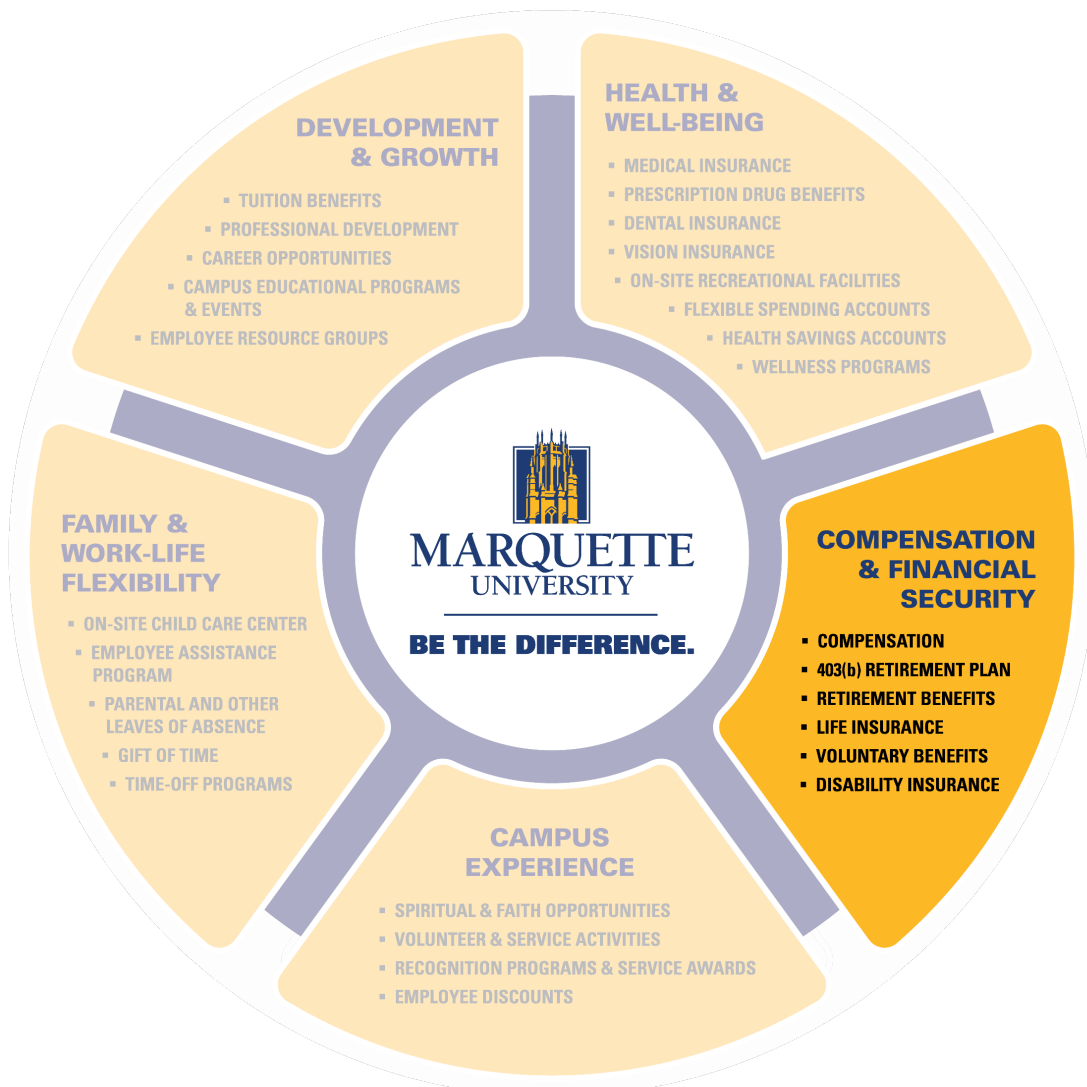 DEVELOPMENT
& GROWTH
▪ TUITION BENEFITS
▪ PROFESSIONAL DEVELOPMENT
▪ CAREER OPPORTUNITIES
▪ CAMPUS EDUCATIONAL PROGRAMS
& EVENTS
▪ EMPLOYEE RESOURCE GROUPS
HEALTH &
WELL-BEING
▪ MEDICAL INSURANCE
▪ PRESCRIPTION DRUG BENEFITS
▪ DENTAL INSURANCE
▪ VISION INSURANCE
▪ ON-SITE RECREATIONAL FACILITIES
▪ FLEXIBLE SPENDING ACCOUNTS
▪ HEALTH SAVINGS ACCOUNTS
▪ WELLNESS PROGRAMS
MARQUETTE
UNIVERSITY
BE THE DIFFERENCE.
FAMILY &
WORK-LIFE
FLEXIBILITY
▪ ON-SITE CHILD CARE CENTER
▪ EMPLOYEE ASSISTANCE
PROGRAM
▪ PARENTAL AND OTHER
LEAVES OF ABSENCE
▪ GIFT OF TIME
▪ TIME-OFF PROGRAMS
COMPENSATION
& FINANCIAL
SECURITY
▪ COMPENSATION
▪ 403(b) RETIREMENT PLAN
▪ RETIREMENT BENEFITS
▪ LIFE INSURANCE
▪ VOLUNTARY BENEFITS
▪ DISABILITY INSURANCE
CAMPUS
EXPERIENCE
▪ SPIRITUAL & FAITH OPPORTUNITIES
▪ VOLUNTEER & SERVICE ACTIVITIES
▪ RECOGNITION PROGRAMS & SERVICE AWARDS
▪ EMPLOYEE DISCOUNTS